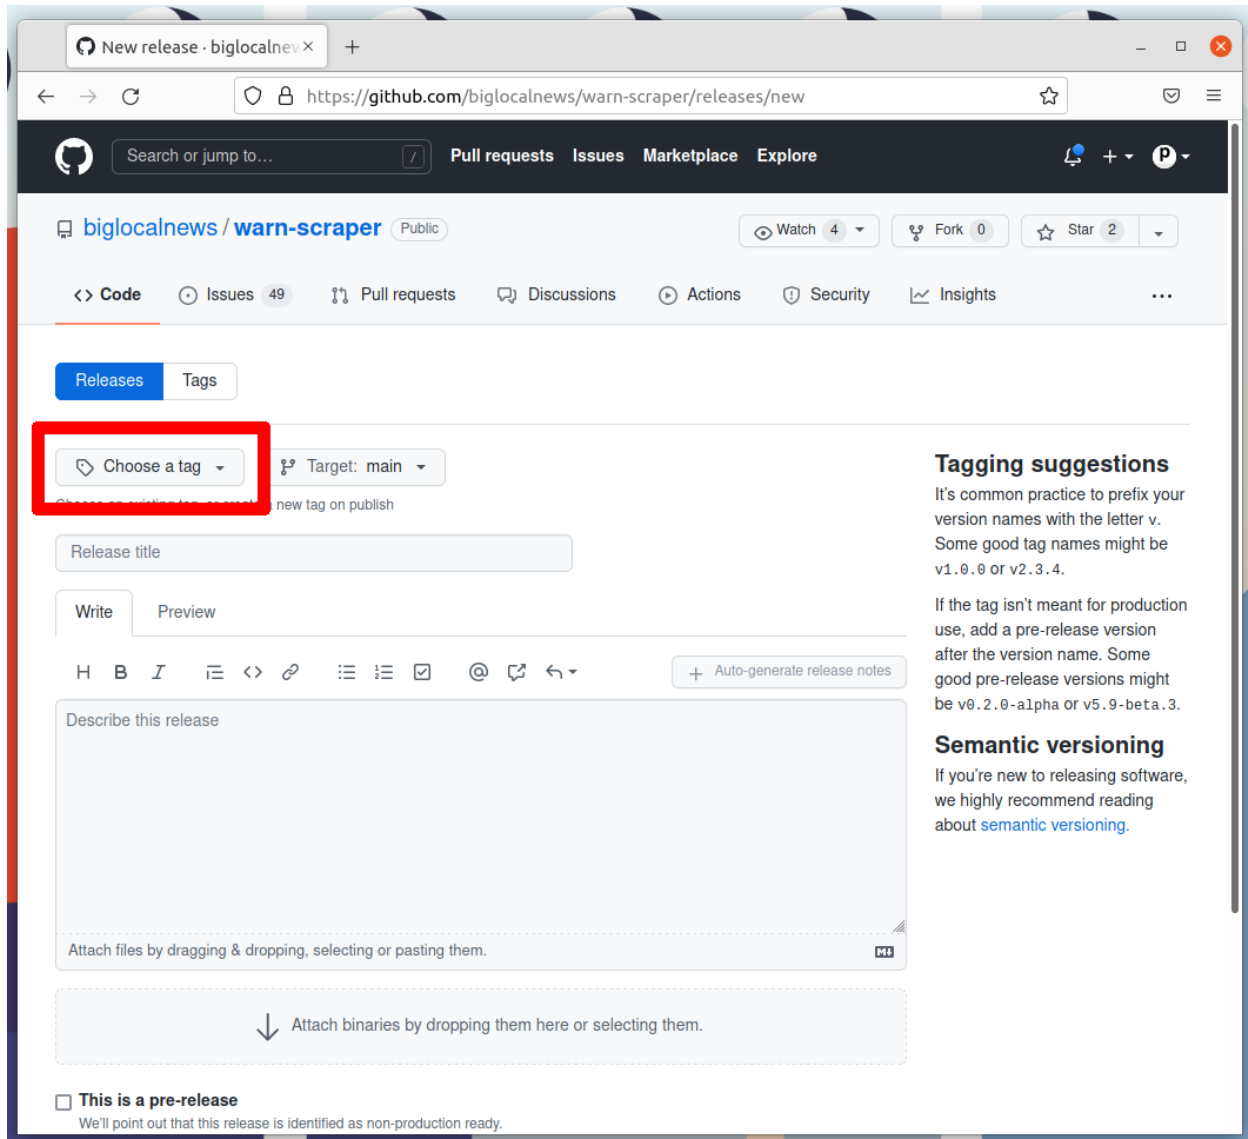 New release · biglocalnew
https://github.com/biglocalnews/warn-scraper/releases/new
Search or jump to... / Pull requests Issues Marketplace Explore
biglocalnews / warn-scraper Public Watch 4 Fork 0 Star 2
Code Issues 49 Pull requests Discussions Actions Security Insights
Releases Tags
Choose a tag Target: main
new tag on publish
Release title
Write Preview
H B I Auto-generate release notes
Describe this release
Attach files by dragging & dropping, selecting or pasting them.
Attach binaries by dropping them here or selecting them.
This is a pre-release
We'll point out that this release is identified as non-production ready.
Tagging suggestions
It's common practice to prefix your
version names with the letter v.
Some good tag names might be
v1.0.0 or v2.3.4.
If the tag isn't meant for production
use, add a pre-release version
after the version name. Some
good pre-release versions might
be v0.2.0-alpha or v5.9-beta.3.
Semantic versioning
If you're new to releasing software,
we highly recommend reading
about semantic versioning.